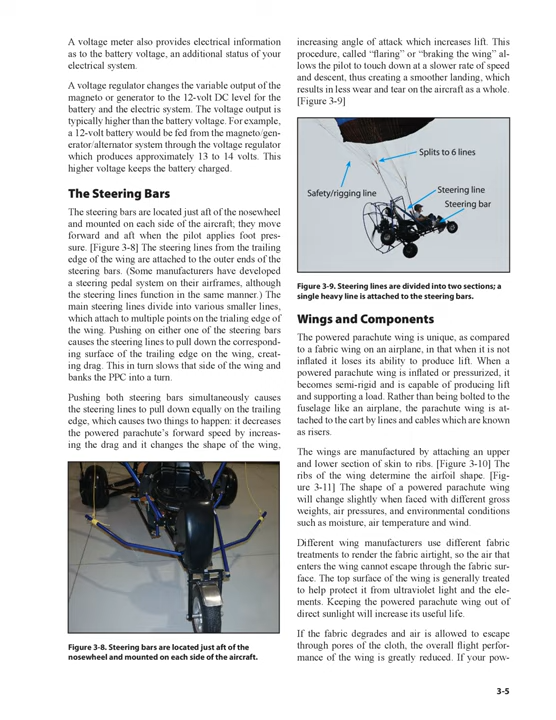 A voltage meter also provides electrical information
as to the battery voltage, an additional status of your
electrical system.
A voltage regulator changes the variable output of the
magneto or generator to the 12-volt DC level for the
battery and the electric system. The voltage output is
typically higher than the battery voltage. For example,
a 12-volt battery would be fed from the magneto/gen-
erator/alternator system through the voltage regulator
which produces approximately 13 to 14 volts. This
higher voltage keeps the battery charged.
The Steering Bars
The steering bars are located just aft of the nosewheel
and mounted on each side of the aircraft; they move
forward and aft when the pilot applies foot pres-
sure. [Figure 3-8] The steering lines from the trailing
edge of the wing are attached to the outer ends of the
steering bars. (Some manufacturers have developed
a steering pedal system on their airframes, although
the steering lines function in the same manner.) The
main steering lines divide into various smaller lines,
which attach to multiple points on the trialing edge of
the wing. Pushing on either one of the steering bars
causes the steering lines to pull down the correspond-
ing surface of the trailing edge on the wing, creat-
ing drag. This in turn slows that side of the wing and
banks the PPC into a turn.
Pushing both steering bars simultaneously causes
the steering lines to pull down equally on the trailing
edge, which causes two things to happen: it decreases
the powered parachute's forward speed by increas-
ing the drag and it changes the shape of the wing,
Figure 3-8. Steering bars are located just aft of the
nosewheel and mounted on each side of the aircraft.
increasing angle of attack which increases lift. This
procedure, called "flaring" or "braking the wing" al-
lows the pilot to touch down at a slower rate of speed
and descent, thus creating a smoother landing, which
results in less wear and tear on the aircraft as a whole.
[Figure 3-9]
Splits to 6 lines
Safety/rigging line
Steering line
Steering bar
Figure 3-9. Steering lines are divided into two sections; a
single heavy line is attached to the steering bars.
Wings and Components
The powered parachute wing is unique, as compared
to a fabric wing on an airplane, in that when it is not
inflated it loses its ability to produce lift. When a
powered parachute wing is inflated or pressurized, it
becomes semi-rigid and is capable of producing lift
and supporting a load. Rather than being bolted to the
fuselage like an airplane, the parachute wing is at-
tached to the cart by lines and cables which are known
as risers.
The wings are manufactured by attaching an upper
and lower section of skin to ribs. [Figure 3-10] The
ribs of the wing determine the airfoil shape. [Fig-
ure 3-11] The shape of a powered parachute wing
will change slightly when faced with different gross
weights, air pressures, and environmental conditions
such as moisture, air temperature and wind.
Different wing manufacturers use different fabric
treatments to render the fabric airtight, so the air that
enters the wing cannot escape through the fabric sur-
face. The top surface of the wing is generally treated
to help protect it from ultraviolet light and the ele-
ments. Keeping the powered parachute wing out of
direct sunlight will increase its useful life.
If the fabric degrades and air is allowed to escape
through pores of the cloth, the overall flight perfor-
mance of the wing is greatly reduced. If your pow-
3-5